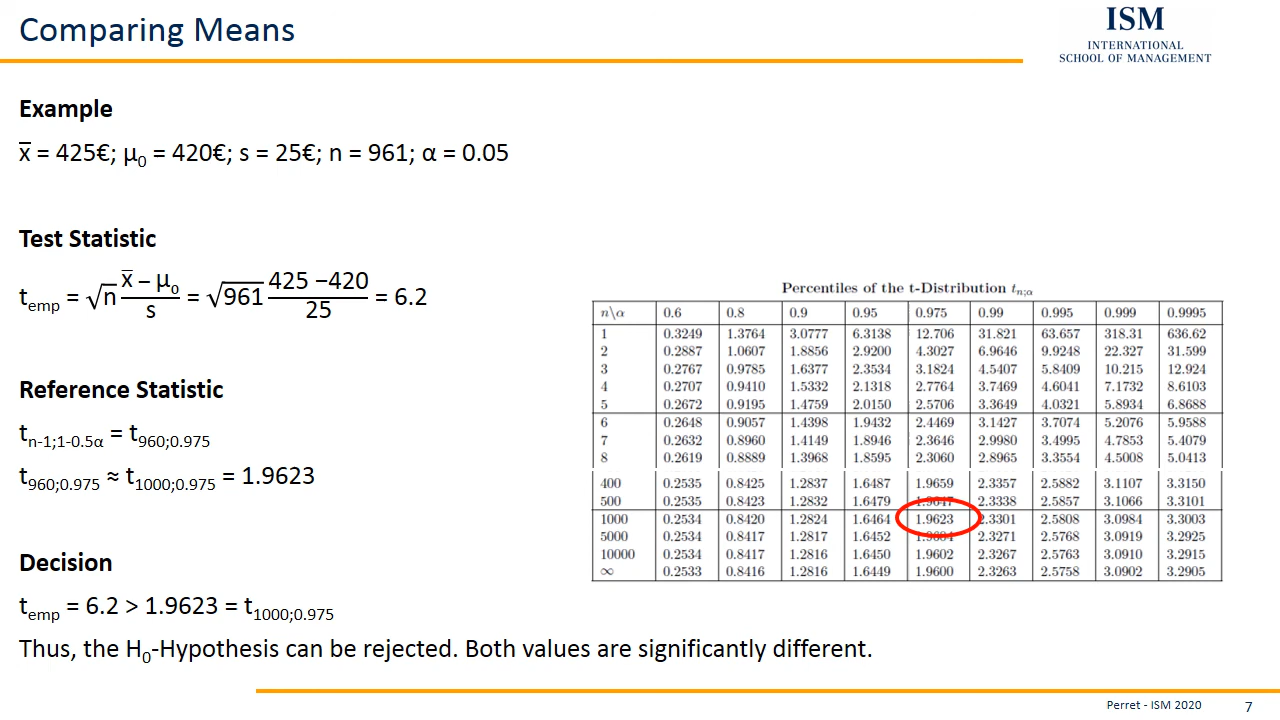 Comparing Means
ISM
INTERNATIONAL
SCHOOL OF MANAGEMENT
Example
x̅ = 425€; μ₀ = 420€; s = 25€; n = 961; α = 0.05
Test Statistic
t_emp = √n (x̅ – μ₀)/s = √961 (425 −420)/25 = 6.2
Reference Statistic
t_n-1;1-0.5α = t_960;0.975
t_960;0.975 ≈ t_1000;0.975 = 1.9623
Decision
t_emp = 6.2 > 1.9623 = t_1000;0.975
Thus, the H₀-Hypothesis can be rejected. Both values are significantly different.
Percentiles of the t-Distribution t_n;α
n\α 0.6 0.8 0.9 0.95 0.975 0.99 0.995 0.999 0.9995
1 0.3249 1.3764 3.0777 6.3138 12.706 31.821 63.657 318.31 636.62
2 0.2887 1.0607 1.8856 2.9200 4.3027 6.9646 9.9248 22.327 31.599
3 0.2767 0.9785 1.6377 2.3534 3.1824 4.5407 5.8409 10.215 12.924
4 0.2707 0.9410 1.5332 2.1318 2.7764 3.7469 4.6041 7.1732 8.6103
5 0.2672 0.9195 1.4759 2.0150 2.5706 3.3649 4.0321 5.8934 6.8688
6 0.2648 0.9057 1.4398 1.9432 2.4469 3.1427 3.7074 5.2076 5.9588
7 0.2632 0.8960 1.4149 1.8946 2.3646 2.9980 3.4995 4.7853 5.4079
8 0.2619 0.8889 1.3968 1.8595 2.3060 2.8965 3.3554 4.5008 5.0413
400 0.2535 0.8425 1.2837 1.6487 1.9659 2.3357 2.5882 3.1107 3.3150
500 0.2535 0.8423 1.2832 1.6479 2.3338 2.5857 3.1066 3.3101
1000 0.2534 0.8420 1.2824 1.6464 1.9623 2.3301 2.5808 3.0984 3.3003
5000 0.2534 0.8417 1.2817 1.6452 2.3271 2.5768 3.0919 3.2925
10000 0.2534 0.8417 1.2816 1.6450 1.9602 2.3267 2.5763 3.0910 3.2915
∞ 0.2533 0.8416 1.2816 1.6449 1.9600 2.3263 2.5758 3.0902 3.2905
Perret - ISM 2020
7